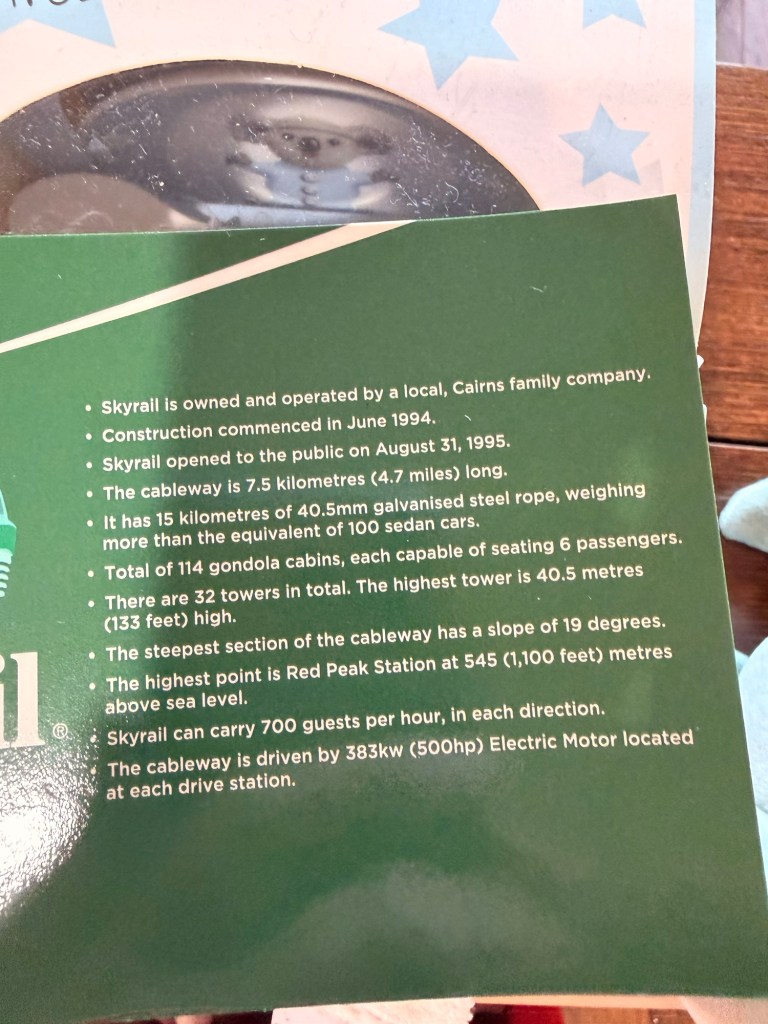 • Skyrail is owned and operated by a local, Cairns family company.
• Construction commenced in June 1994.
• Skyrail opened to the public on August 31, 1995.
• The cableway is 7.5 kilometres (4.7 miles) long.
• It has 15 kilometres of 40.5mm galvanised steel rope, weighing
more than the equivalent of 100 sedan cars.
• Total of 114 gondola cabins, each capable of seating 6 passengers.
• There are 32 towers in total. The highest tower is 40.5 metres
(133 feet) high.
• The steepest section of the cableway has a slope of 19 degrees.
• The highest point is Red Peak Station at 545 (1,100 feet) metres
above sea level.
• Skyrail can carry 700 guests per hour, in each direction.
• The cableway is driven by 383kw (500hp) Electric Motor located
at each drive station.
il®